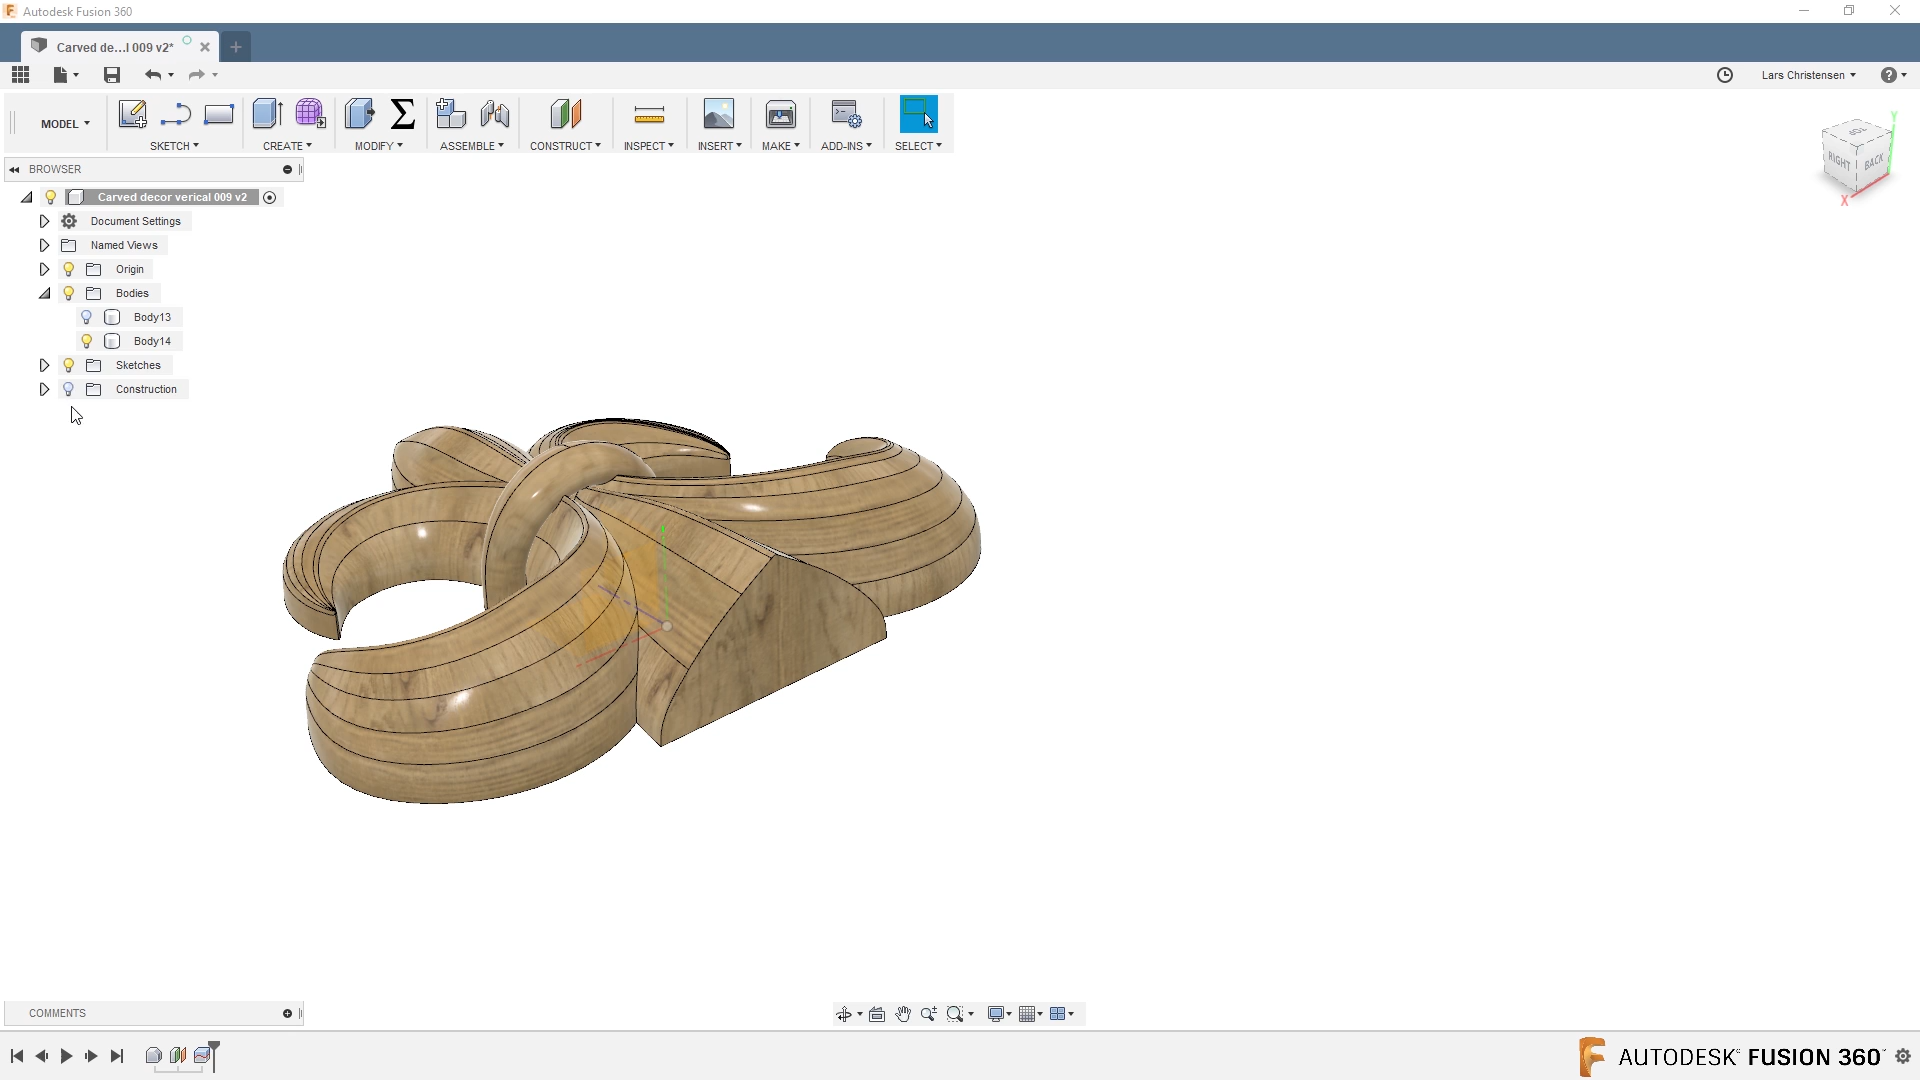 Autodesk Fusion 360
Carved de...l 009 v2*
Lars Christensen
MODEL
SKETCH
CREATE
MODIFY
ASSEMBLE
CONSTRUCT
INSPECT
INSERT
MAKE
ADD-INS
SELECT
TOP
RIGHT
BACK
Y
X
BROWSER
Carved decor verical 009 v2
Document Settings
Named Views
Origin
Bodies
Body13
Body14
Sketches
Construction
COMMENTS
AUTODESK FUSION 360